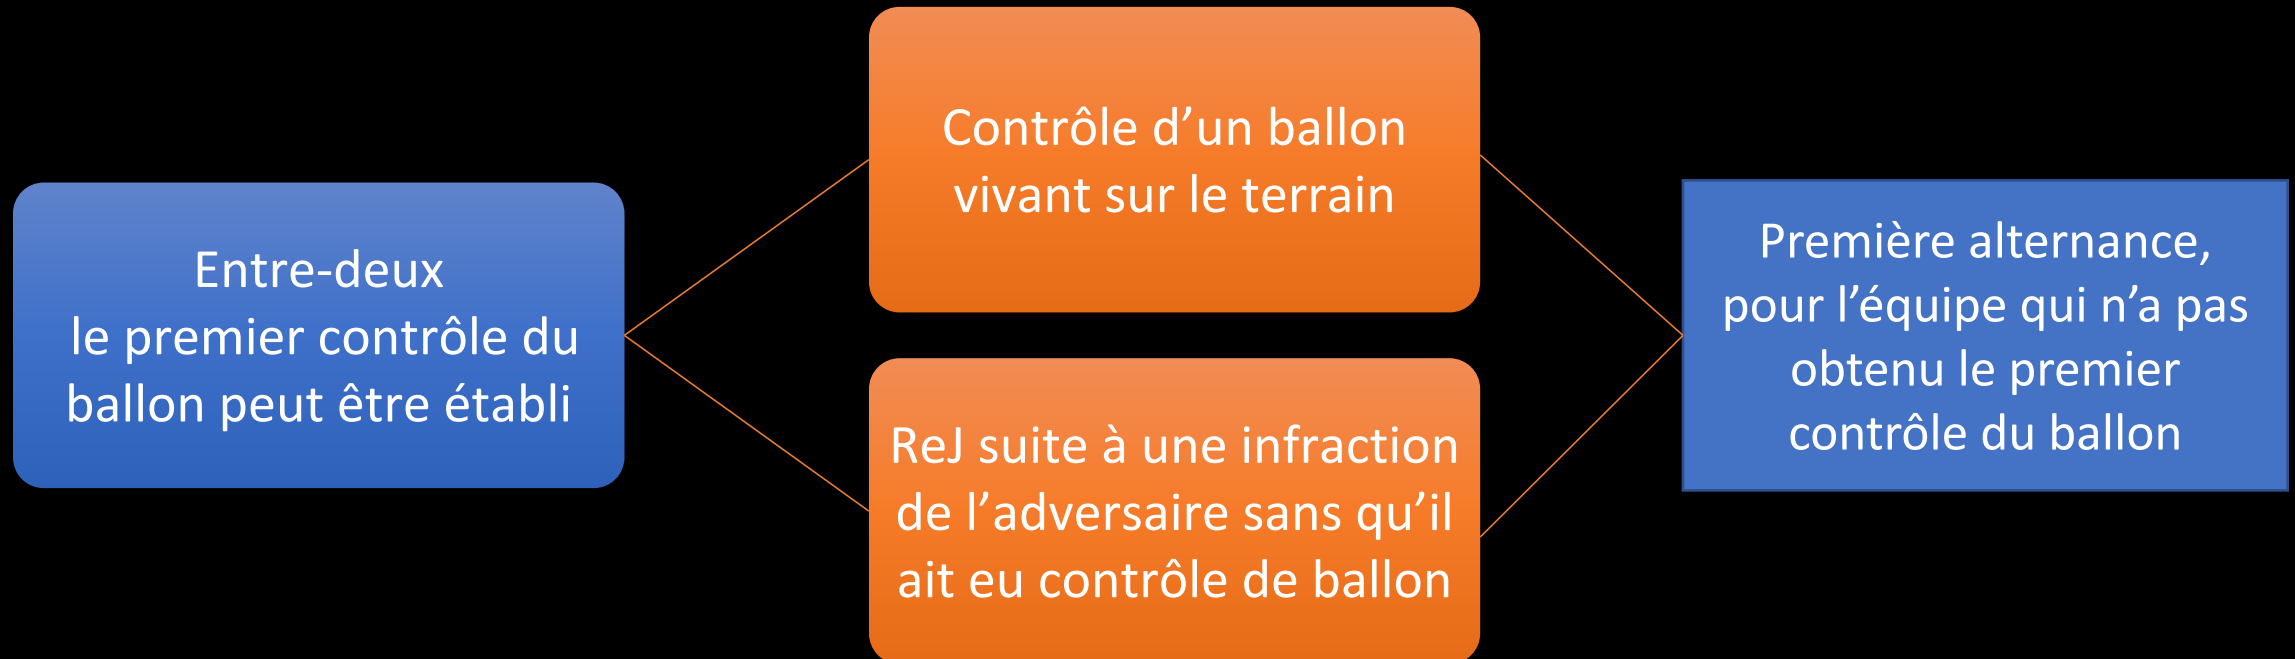 Entre-deux
le premier contrôle du
ballon peut être établi
Contrôle d’un ballon
vivant sur le terrain
ReJ suite à une infraction
de l’adversaire sans qu’il
ait eu contrôle de ballon
Première alternance,
pour l’équipe qui n’a pas
obtenu le premier
contrôle du ballon